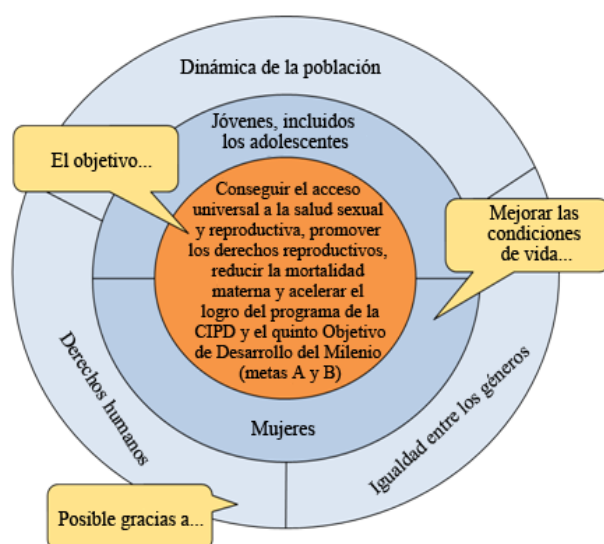 Dinámica de la población
Jóvenes, incluidos
los adolescentes
El objetivo...
Conseguir el acceso
universal a la salud sexual
y reproductiva, promover
los derechos reproductivos,
reducir la mortalidad
materna y acelerar el
logro del programa de la
CIPD y el quinto Objetivo
de Desarrollo del Milenio
(metas A y B)
Mejorar las
condiciones
de vida...
Mujeres
Derechos humanos
Igualdad entre los géneros
Posible gracias a...